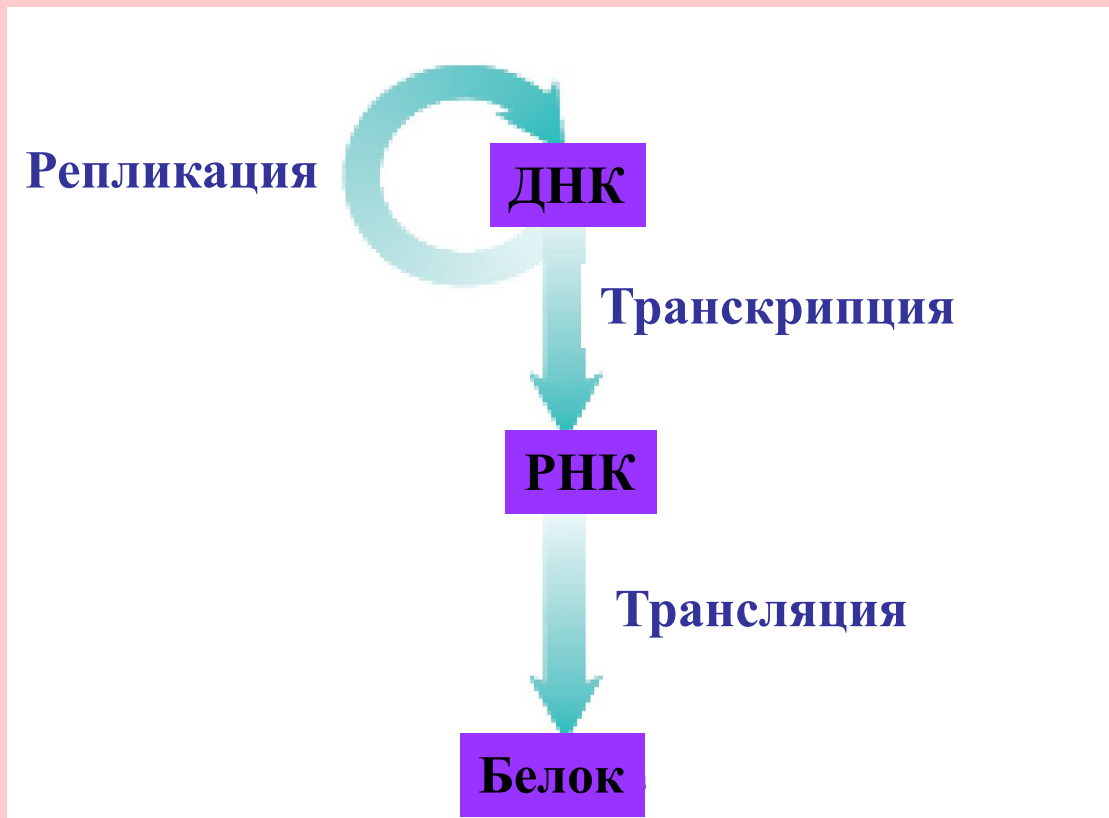 Репликация
ДНК
Транскрипция
РНК
Трансляция
Белок